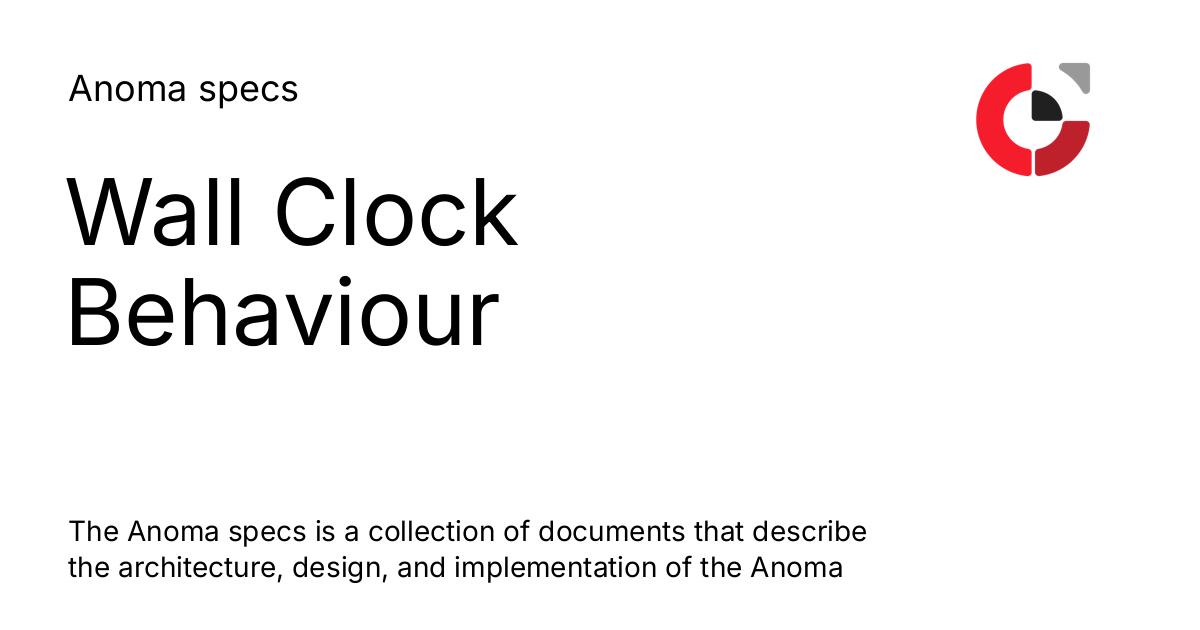 Anoma specs
Wall Clock
Behaviour
The Anoma specs is a collection of documents that describe
the architecture, design, and implementation of the Anoma